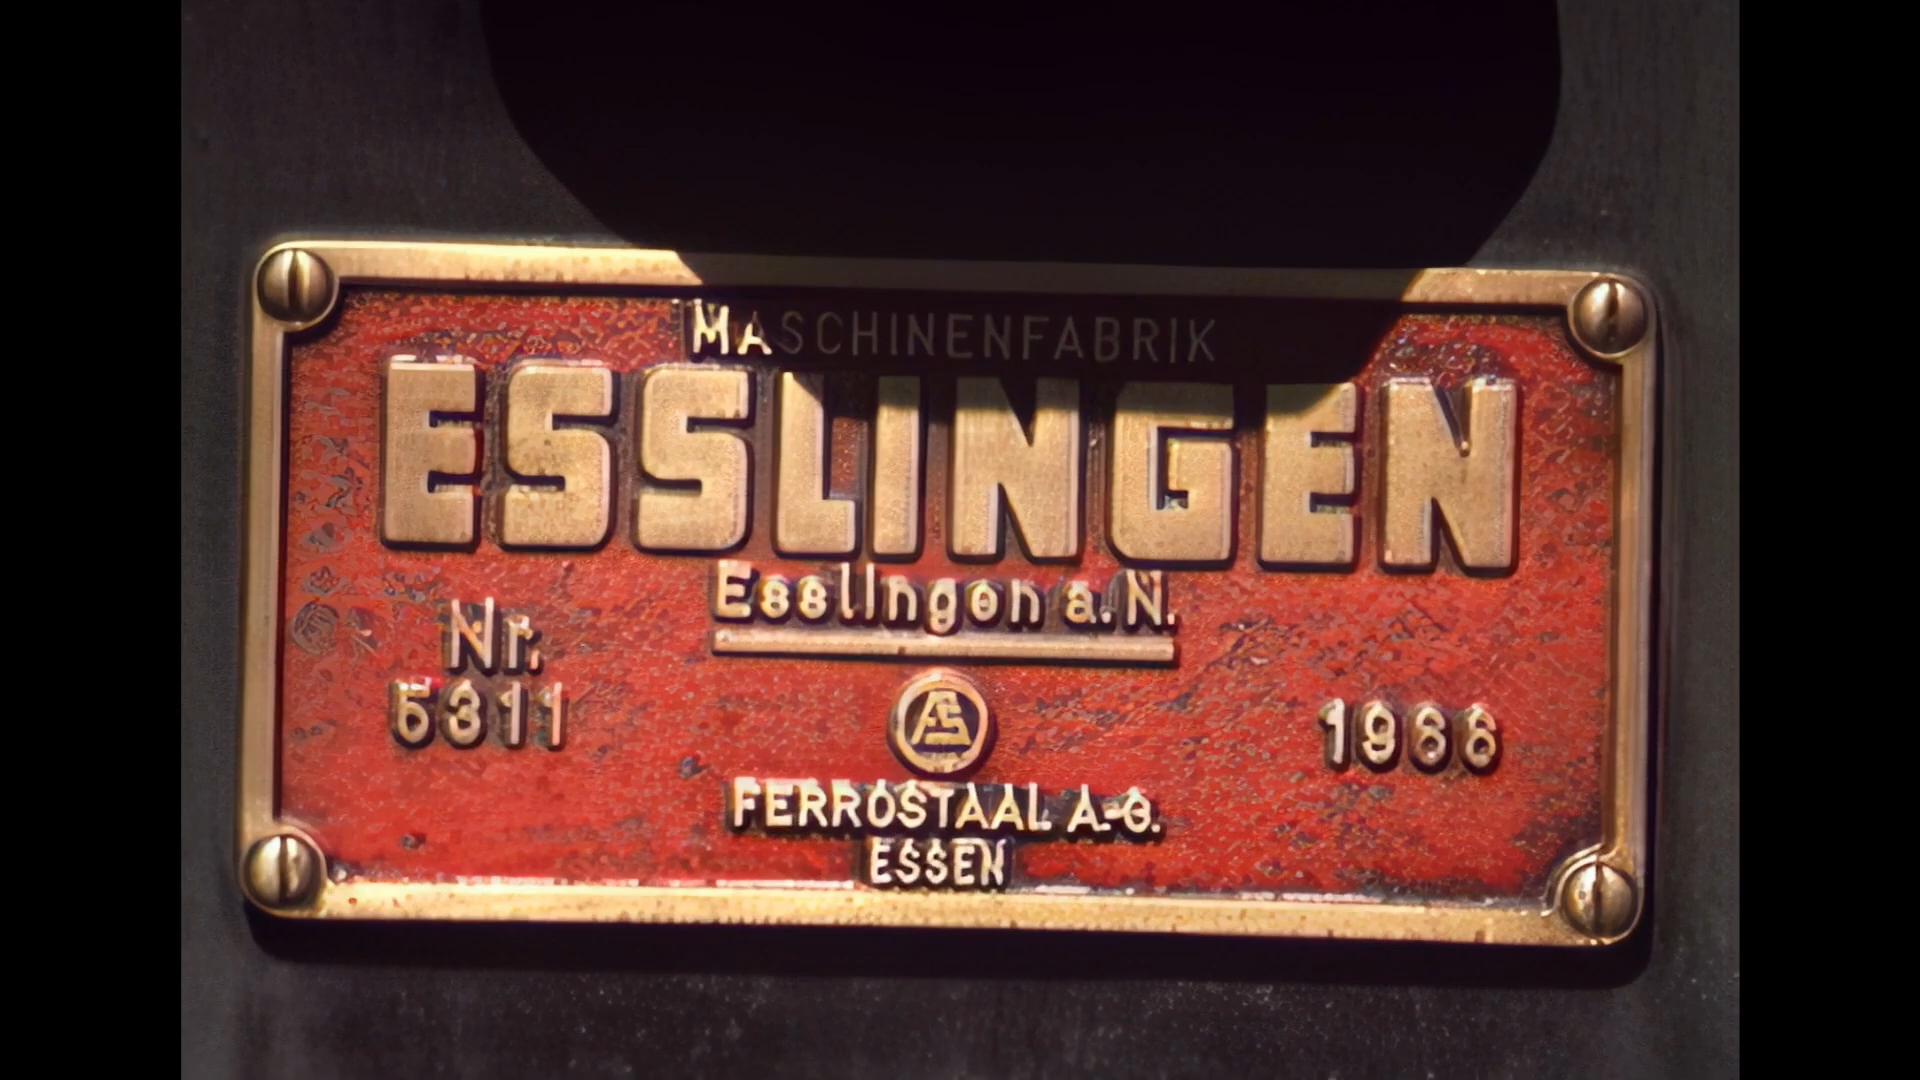 MASCHINENFABRIK
ESSLINGEN
Esslingen a.N.
Nr.
5311
1966
FERROSTAAL A.-G.
ESSEN